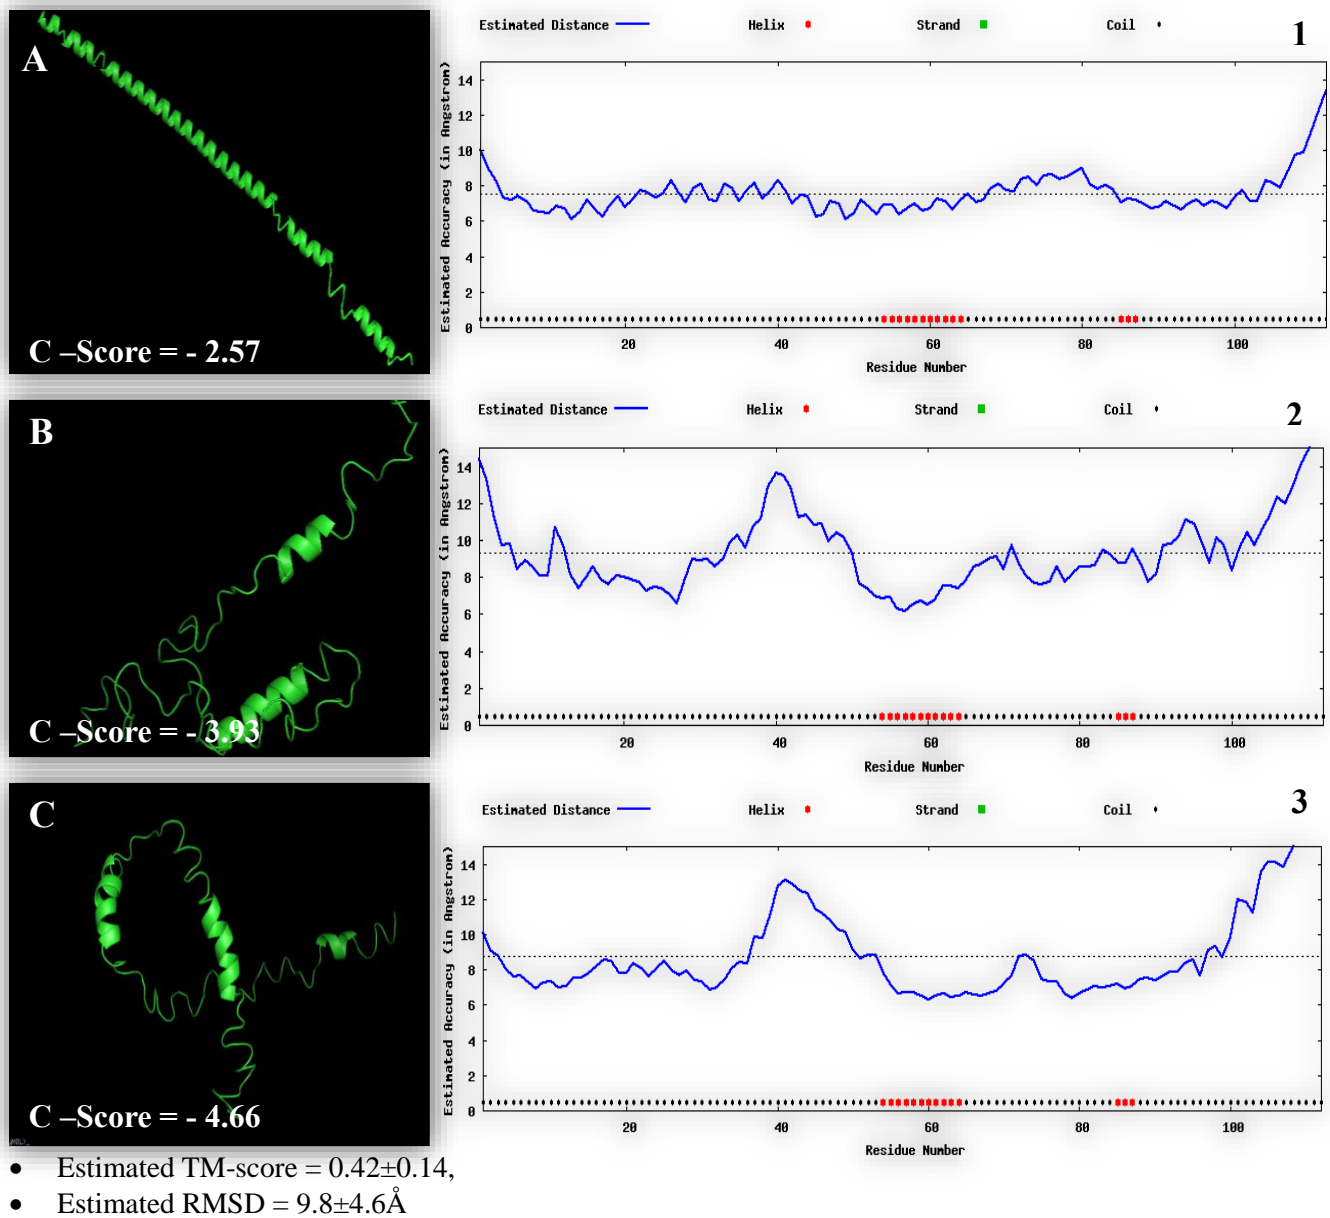 A
C –Score = - 2.57
Estimated Distance Helix Strand Coil
1
Estimated Accuracy (in Angstrom)
14
12
10
8
6
4
2
0
20 40 60 80 100
Residue Number
B
C –Score = - 3.93
Estimated Distance Helix Strand Coil
2
Estimated Accuracy (in Angstrom)
14
12
10
8
6
4
2
0
20 40 60 80 100
Residue Number
C
C –Score = - 4.66
Estimated Distance Helix Strand Coil
3
Estimated Accuracy (in Angstrom)
14
12
10
8
6
4
2
0
20 40 60 80 100
Residue Number
• Estimated TM-score = 0.42±0.14,
• Estimated RMSD = 9.8±4.6Å